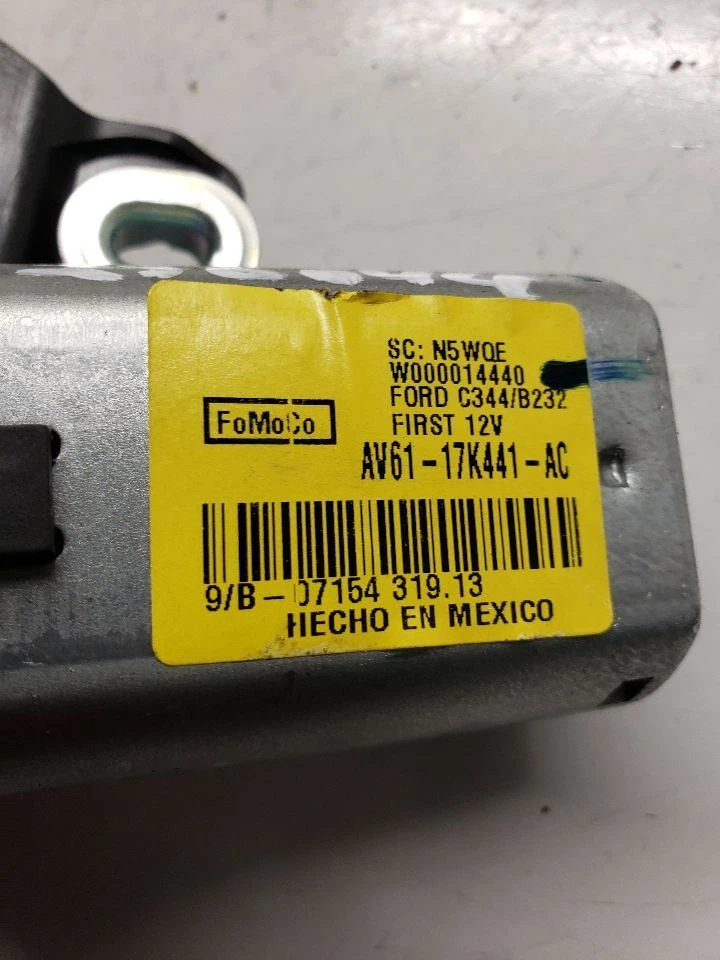 SC: N5WQE
W000014440
FORD C344/B232
FoMoCo
FIRST 12V
AV61-17K441-AC
9/B-07154 319.13
HECHO EN MEXICO